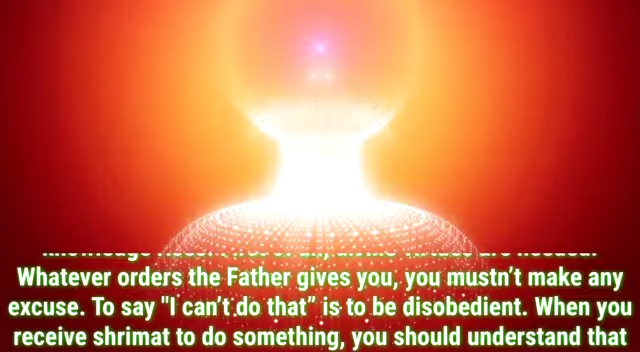 Whatever orders the Father gives you, you mustn't make any
excuse. To say "I can't do that" is to be disobedient. When you
receive shrimat to do something, you should understand that